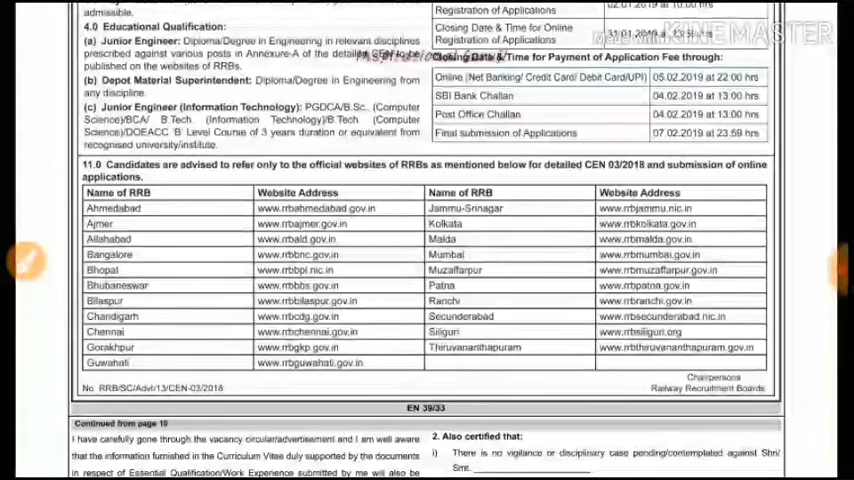 admissible.
4.0 Educational Qualification:
(a) Junior Engineer: Diploma/Degree in Engineering in relevant disciplines
prescribed against various posts in Annexure-A of the detailed CEN to be
published on the websites of RRBs.
(b) Depot Material Superintendent: Diploma/Degree in Engineering from
any discipline.
(c) Junior Engineer (Information Technology): PGDCA/B.Sc. (Computer
Science)/BCA/ B.Tech. (Information Technology)/B.Tech (Computer
Science)/DOEACC 'B' Level Course of 3 years duration or equivalent from
recognised university/institute.
Registration of Applications 02.01.2019 at 10:00 hrs
Closing Date & Time for Online
Registration of Applications 31.01.2019 at 23:59 hrs
Made with KINEMASTER
Closing Date & Time for Payment of Application Fee through:
Online (Net Banking/ Credit Card/ Debit Card/UPI) 05.02.2019 at 22:00 hrs
SBI Bank Challan 04.02.2019 at 13:00 hrs
Post Office Challan 04.02.2019 at 13:00 hrs
Final submission of Applications 07.02.2019 at 23.59 hrs
11.0 Candidates are advised to refer only to the official websites of RRBs as mentioned below for detailed CEN 03/2018 and submission of online
applications.
Name of RRB Website Address Name of RRB Website Address
Ahmedabad www.rrbahmedabad.gov.in Jammu-Srinagar www.rrbjammu.nic.in
Ajmer www.rrbajmer.gov.in Kolkata www.rrbkolkata.gov.in
Allahabad www.rrbald.gov.in Malda www.rrbmalda.gov.in
Bangalore www.rrbbnc.gov.in Mumbai www.rrbmumbai.gov.in
Bhopal www.rrbbpl.nic.in Muzaffarpur www.rrbmuzaffarpur.gov.in
Bhubaneswar www.rrbbbs.gov.in Patna www.rrbpatna.gov.in
Bilaspur www.rrbbilaspur.gov.in Ranchi www.rrbranchi.gov.in
Chandigarh www.rrbcdg.gov.in Secunderabad www.rrbsecunderabad.nic.in
Chennai www.rrbchennai.gov.in Siliguri www.rrbsiliguri.org
Gorakhpur www.rrbgkp.gov.in Thiruvananthapuram www.rrbthiruvananthapuram.gov.in
Guwahati www.rrbguwahati.gov.in
Chairpersons
No. RRB/SC/Advt/13/CEN-03/2018 Railway Recruitment Boards
EN 39/33
Continued from page 10
I have carefully gone through the vacancy circular/advertisement and I am well aware
that the information furnished in the Curriculum Vitae duly supported by the documents
in respect of Essential Qualification/Work Experience submitted by me will also be
2. Also certified that:
i) There is no vigilance or disciplinary case pending/contemplated against Shri/
Smt.